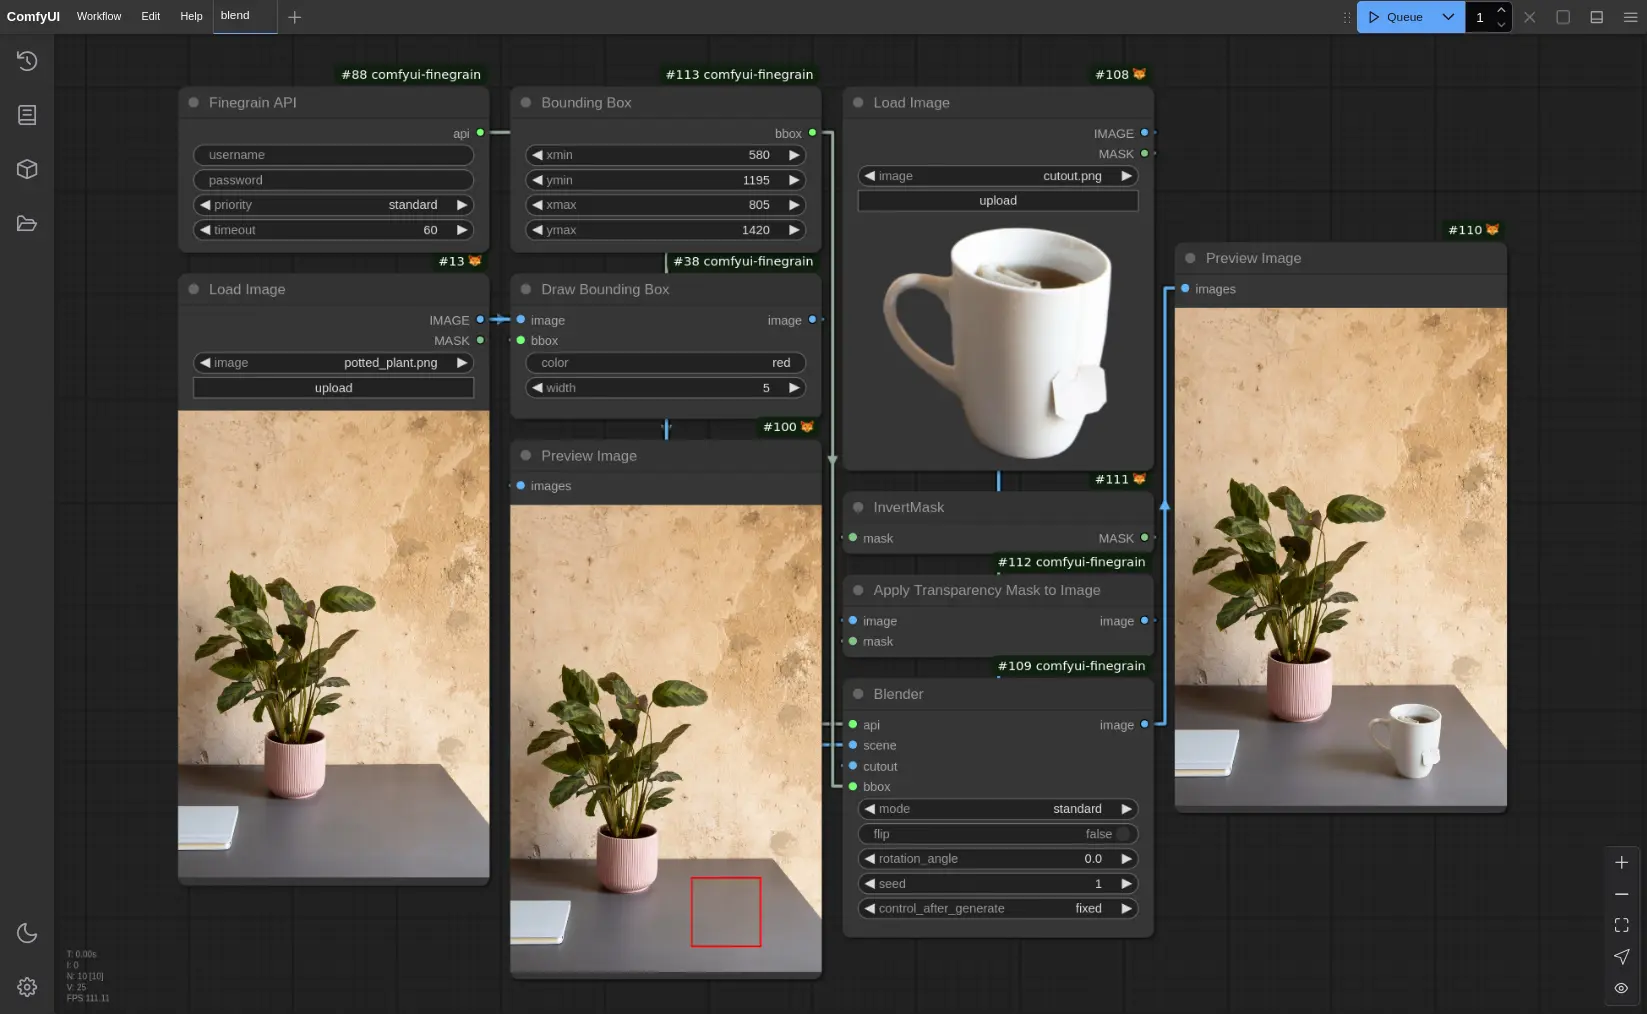 ComfyUI Workflow Edit Help blend
Queue 1
#88 comfyui-finegrain
Finegrain API
api
username
password
priority standard
timeout 60
#13
Load Image
IMAGE
MASK
image potted_plant.png
upload
#113 comfyui-finegrain
Bounding Box
bbox
xmin 580
ymin 1195
xmax 805
ymax 1420
#38 comfyui-finegrain
Draw Bounding Box
image image
bbox
color red
width 5
#100
Preview Image
images
#108
Load Image
IMAGE
MASK
image cutout.png
upload
#111
InvertMask
mask MASK
#112 comfyui-finegrain
Apply Transparency Mask to Image
image image
mask
#109 comfyui-finegrain
Blender
api image
scene
cutout
bbox
mode standard
flip false
rotation_angle 0.0
seed 1
control_after_generate fixed
#110
Preview Image
images
T: 0.00s
I: 0
N: 10 [10]
V: 25
FPS:111.11